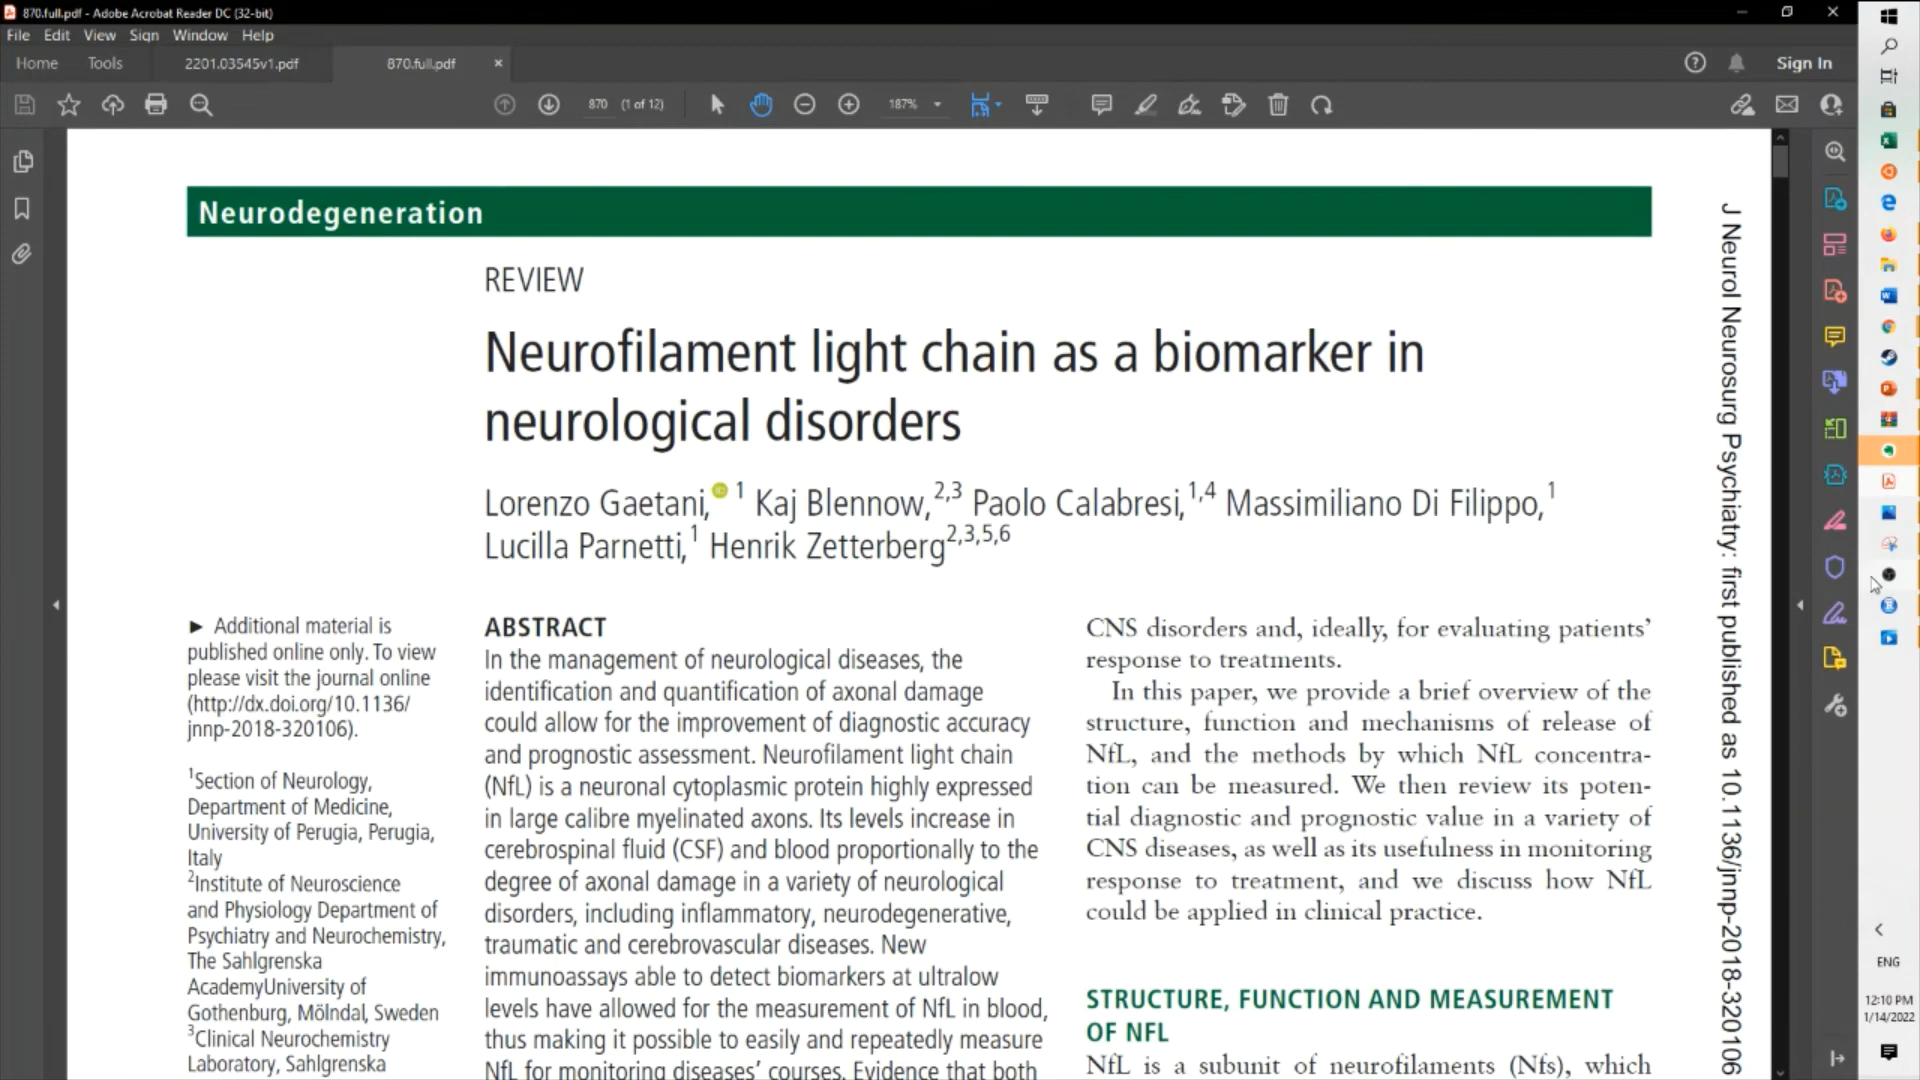 870.full.pdf - Adobe Acrobat Reader DC (32-bit)
File Edit View Sign Window Help
Home Tools 2201.03545v1.pdf 870.full.pdf × Sign In
870 (1 of 12) 187%
Neurodegeneration
REVIEW
Neurofilament light chain as a biomarker in
neurological disorders
Lorenzo Gaetani,1 Kaj Blennow,2,3 Paolo Calabresi,1,4 Massimiliano Di Filippo,1
Lucilla Parnetti,1 Henrik Zetterberg2,3,5,6
► Additional material is
published online only. To view
please visit the journal online
(http://dx.doi.org/10.1136/
jnnp-2018-320106).
1Section of Neurology,
Department of Medicine,
University of Perugia, Perugia,
Italy
2Institute of Neuroscience
and Physiology Department of
Psychiatry and Neurochemistry,
The Sahlgrenska
AcademyUniversity of
Gothenburg, Mölndal, Sweden
3Clinical Neurochemistry
Laboratory, Sahlgrenska
ABSTRACT
In the management of neurological diseases, the
identification and quantification of axonal damage
could allow for the improvement of diagnostic accuracy
and prognostic assessment. Neurofilament light chain
(NfL) is a neuronal cytoplasmic protein highly expressed
in large calibre myelinated axons. Its levels increase in
cerebrospinal fluid (CSF) and blood proportionally to the
degree of axonal damage in a variety of neurological
disorders, including inflammatory, neurodegenerative,
traumatic and cerebrovascular diseases. New
immunoassays able to detect biomarkers at ultralow
levels have allowed for the measurement of NfL in blood,
thus making it possible to easily and repeatedly measure
NfL for monitoring diseases' courses. Evidence that both
CNS disorders and, ideally, for evaluating patients'
response to treatments.
In this paper, we provide a brief overview of the
structure, function and mechanisms of release of
NfL, and the methods by which NfL concentra-
tion can be measured. We then review its poten-
tial diagnostic and prognostic value in a variety of
CNS diseases, as well as its usefulness in monitoring
response to treatment, and we discuss how NfL
could be applied in clinical practice.
STRUCTURE, FUNCTION AND MEASUREMENT
OF NFL
NfL is a subunit of neurofilaments (Nfs), which
J Neurol Neurosurg Psychiatry: first published as 10.1136/jnnp-2018-320106
ENG
12:10 PM
1/14/2022